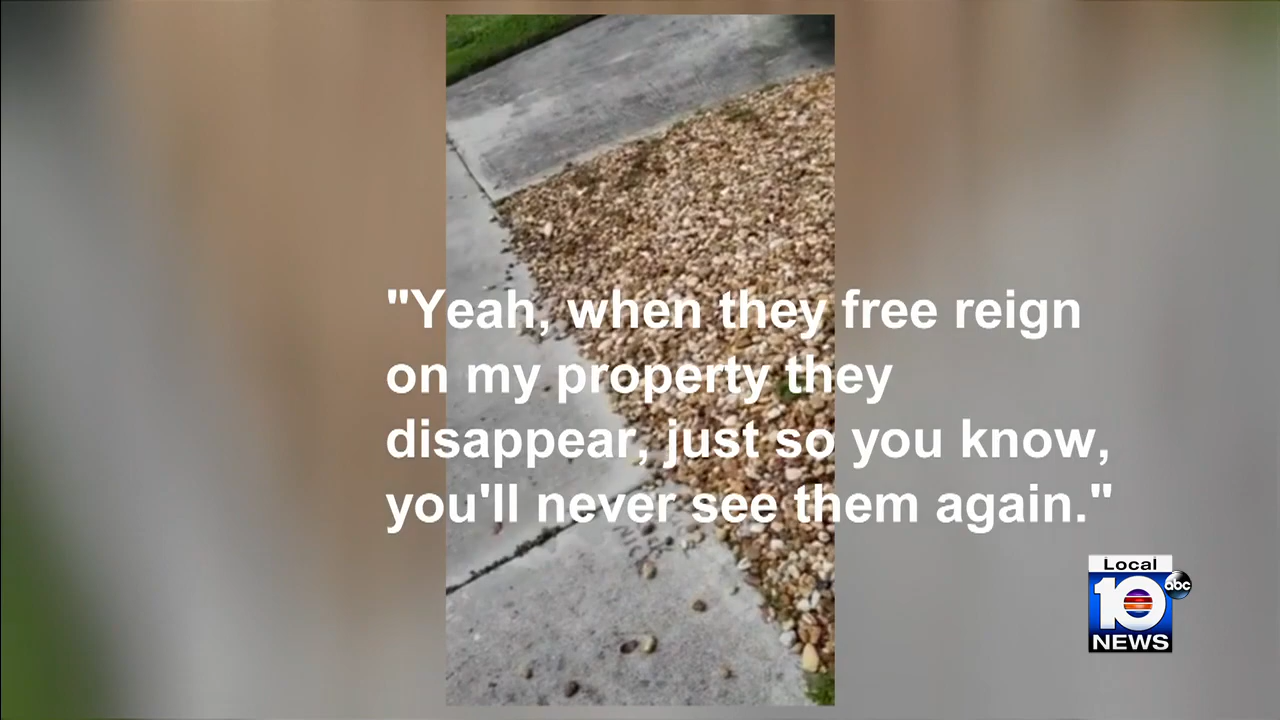 "Yeah, when they free reign
on my property they
disappear, just so you know,
you'll never see them again."
Local
10
abc
NEWS